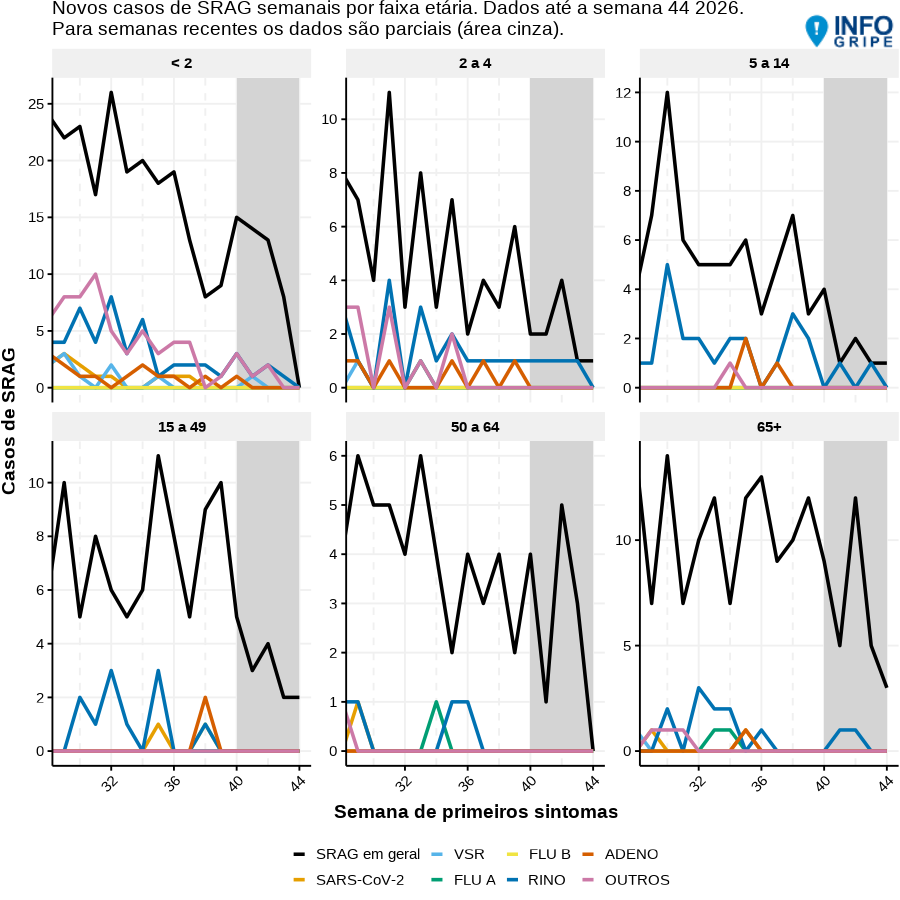 Novos casos de SRAG semanais por faixa etária. Dados até a semana 44 2026.
Para semanas recentes os dados são parciais (área cinza).
INFO
GRIPE
< 2
2 a 4
5 a 14
25
20
15
10
5
0
10
8
6
4
2
0
12
10
8
6
4
2
0
Casos de SRAG
15 a 49
50 a 64
65+
10
8
6
4
2
0
6
5
4
3
2
1
0
10
5
0
32
36
40
44
32
36
40
44
32
36
40
44
Semana de primeiros sintomas
SRAG em geral
VSR
FLU B
ADENO
SARS-CoV-2
FLU A
RINO
OUTROS